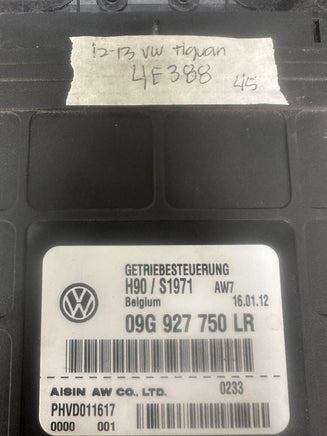 12-13 VW tiguan
4E388 45
GETRIEBESTEUERUNG
H90 / S1971 AW7
Belgium 16.01.12
09G 927 750 LR
AISIN AW CO., LTD. 0233
PHVD011617
0000 001